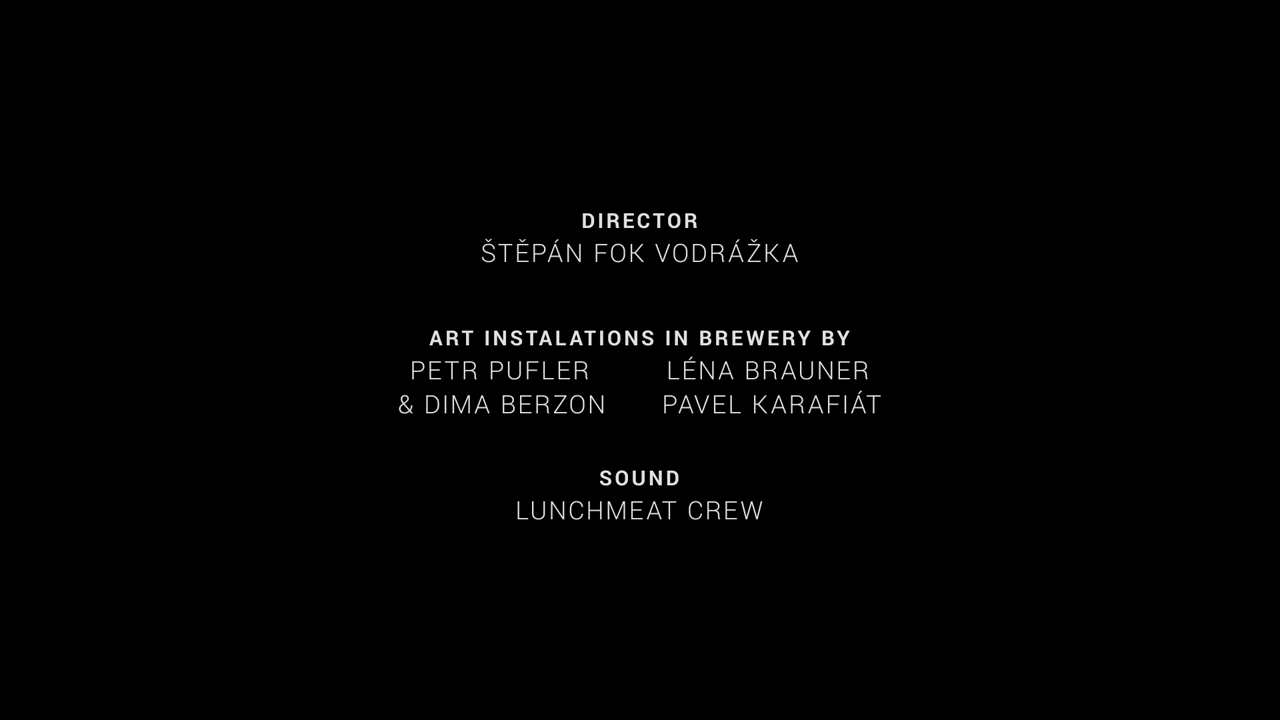 DIRECTOR
ŠTĚPÁN FOK VODRÁŽKA
ART INSTALATIONS IN BREWERY BY
PETR PUFLER
& DIMA BERZON
LÉNA BRAUNER
PAVEL KARAFIÁT
SOUND
LUNCHMEAT CREW